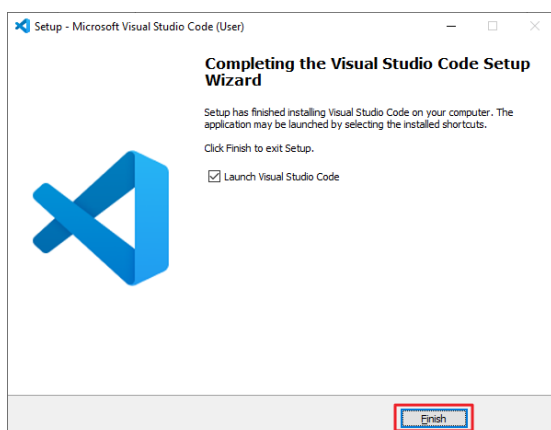 Setup - Microsoft Visual Studio Code (User)
Completing the Visual Studio Code Setup
Wizard
Setup has finished installing Visual Studio Code on your computer. The
application may be launched by selecting the installed shortcuts.
Click Finish to exit Setup.
Launch Visual Studio Code
Finish